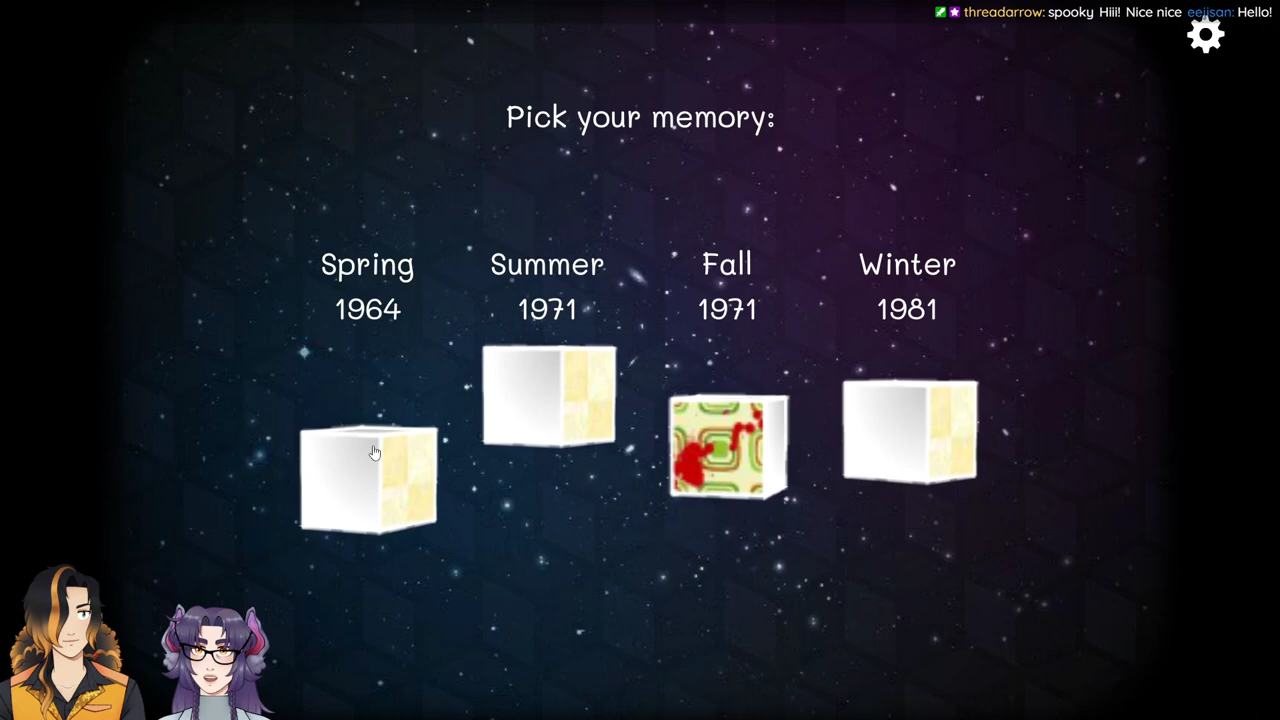 threadarrow: spooky Hiii! Nice nice eejisan: Hello!
Pick your memory:
Spring
1964
Summer
1971
Fall
1971
Winter
1981